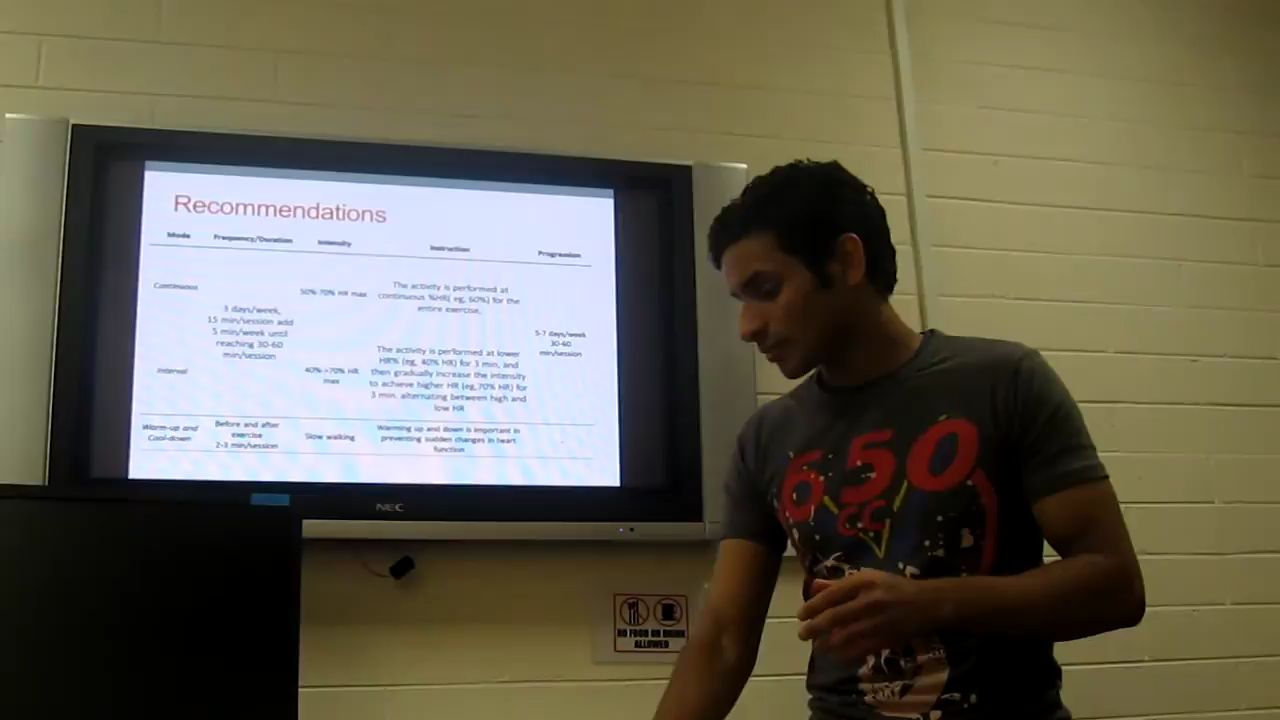 Recommendations
Mode Frequency/Duration Intensity Instruction Progression
Continuous
50%-70% HR max
The activity is performed at
continuous %HR( eg, 60%) for the
entire exercise.
3 days/week,
15 min/session add
5 min/week until
reaching 30-60
min/session
5-7 days/week
30-60
min/session
Interval
40%->70% HR
max
The activity is performed at lower
HR% (eg, 40% HR) for 3 min, and
then gradually increase the intensity
to achieve higher HR (eg,70% HR) for
3 min, alternating between high and
low HR
Warm-up and
Cool-down
Before and after
exercise
2-3 min/session
Slow walking
Warming up and down is important in
preventing sudden changes in heart
function
NEC
NO FOOD OR DRINK
ALLOWED
650
CC